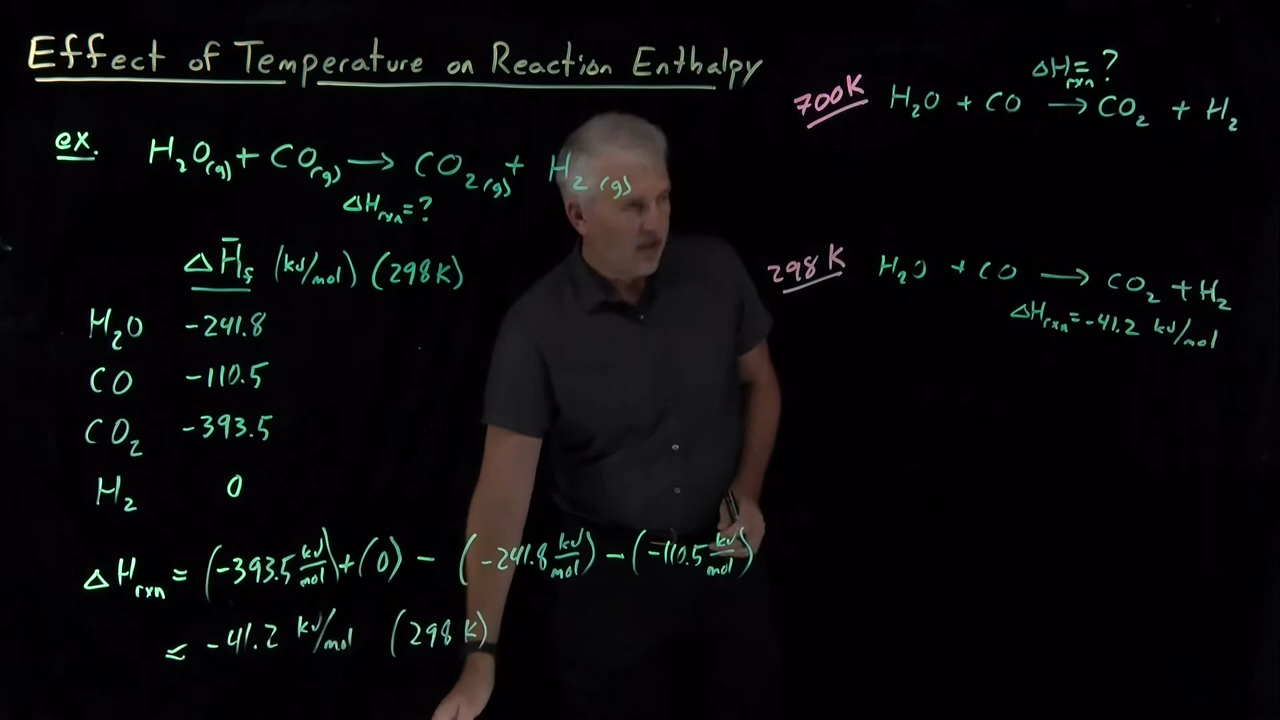 Effect of Temperature on Reaction Enthalpy
ex. H₂O(g) + CO(g) → CO₂(g) + H₂(g)
ΔHrxn = ?
ΔH̄f (kJ/mol) (298K)
H₂O -241.8
CO -110.5
CO₂ -393.5
H₂ 0
ΔHrxn = (-393.5 kJ/mol) + (0) - (-241.8 kJ/mol) - (-110.5 kJ/mol)
= -41.2 kJ/mol (298 K)
ΔHrxn = ?
700K H₂O + CO → CO₂ + H₂
298K H₂O + CO → CO₂ + H₂
ΔHrxn = -41.2 kJ/mol